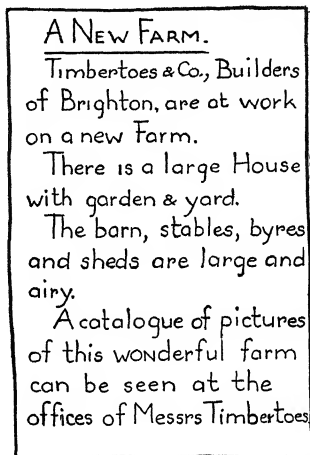 A NEW FARM.
Timbertoes & Co., Builders
of Brighton, are at work
on a new Farm.
There is a large House
with garden & yard.
The barn, stables, byres
and sheds are large and
airy.
A catalogue of pictures
of this wonderful farm
can be seen at the
offices of Messrs Timbertoes